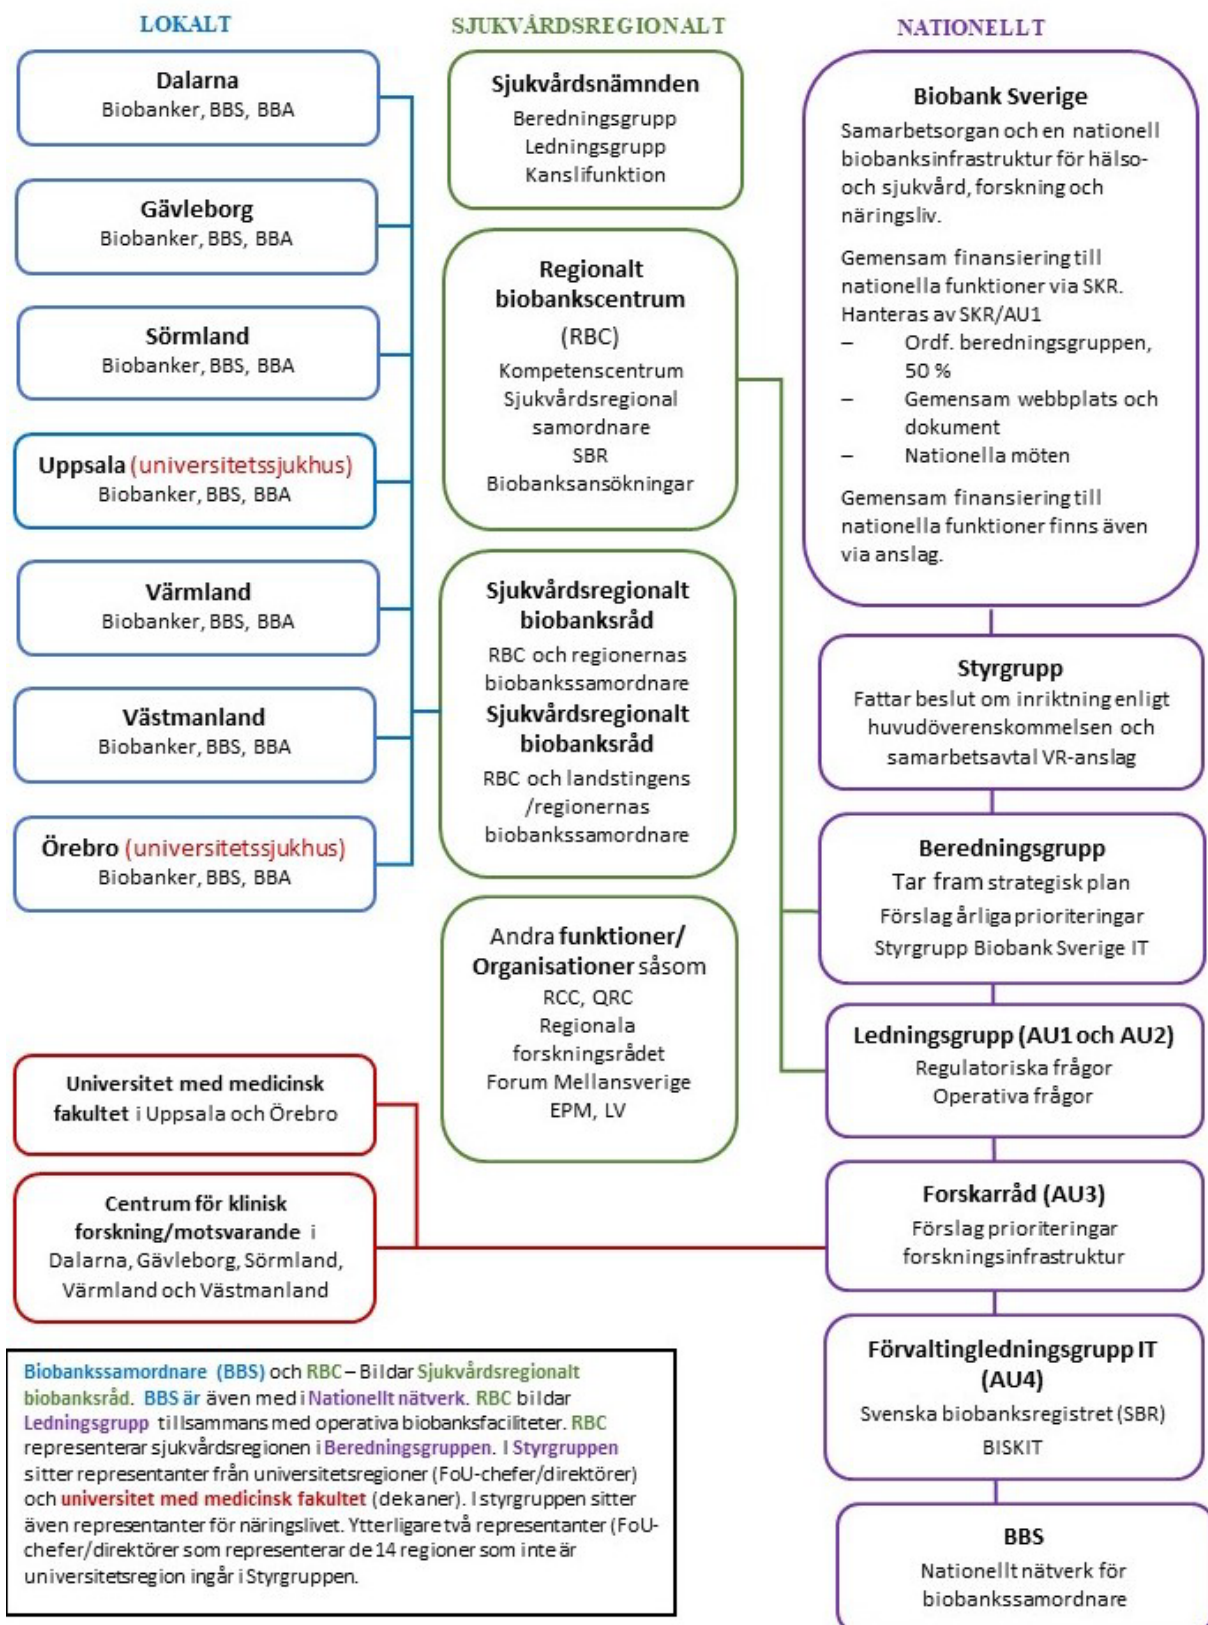 LOKALT
Dalarna
Biobanker, BBS, BBA
Gävleborg
Biobanker, BBS, BBA
Sörmland
Biobanker, BBS, BBA
Uppsala (universitetssjukhus)
Biobanker, BBS, BBA
Värmland
Biobanker, BBS, BBA
Västmanland
Biobanker, BBS, BBA
Örebro (universitetssjukhus)
Biobanker, BBS, BBA
Universitet med medicinsk
fakultet i Uppsala och Örebro
Centrum för klinisk
forskning/motsvarande i
Dalarna, Gävleborg, Sörmland,
Värmland och Västmanland
SJUKVÅRDSREGIONALT
Sjukvårdsnämnden
Beredningsgrupp
Ledningsgrupp
Kanslifunktion
Regionalt
biobankscentrum
(RBC)
Kompetenscentrum
Sjukvårdsregional
samordnare
SBR
Biobanksansökningar
Sjukvårdsregionalt
biobanksråd
RBC och regionernas
biobankssamordnare
Sjukvårdsregionalt
biobanksråd
RBC och landstingens
/regionernas
biobankssamordnare
Andra funktioner/
Organisationer såsom
RCC, QRC
Regionala
forskningsrådet
Forum Mellansverige
EPM, LV
NATIONELLT
Biobank Sverige
Samarbetsorgan och en nationell
biobanksinfrastruktur för hälso-
och sjukvård, forskning och
näringsliv.
Gemensam finansiering till
nationella funktioner via SKR.
Hanteras av SKR/AU1
– Ordf. beredningsgruppen,
50 %
– Gemensam webbplats och
dokument
– Nationella möten
Gemensam finansiering till
nationella funktioner finns även
via anslag.
Styrgrupp
Fattar beslut om inriktning enligt
huvudöverenskommelsen och
samarbetsavtal VR-anslag
Beredningsgrupp
Tar fram strategisk plan
Förslag årliga prioriteringar
Styrgrupp Biobank Sverige IT
Ledningsgrupp (AU1 och AU2)
Regulatoriska frågor
Operativa frågor
Forskarråd (AU3)
Förslag prioriteringar
forskningsinfrastruktur
Förvaltingledningsgrupp IT
(AU4)
Svenska biobanksregistret (SBR)
BISKIT
BBS
Nationellt nätverk för
biobankssamordnare
Biobankssamordnare (BBS) och RBC – Bildar Sjukvårdsregionalt
biobanksråd. BBS är även med i Nationellt nätverk. RBC bildar
Ledningsgrupp tillsammans med operativa biobanksfaciliteter. RBC
representerar sjukvårdsregionen i Beredningsgruppen. I Styrgruppen
sitter representanter från universitetsregioner (FoU-chefer/direktörer)
och universitet med medicinsk fakultet (dekaner). I styrgruppen sitter
även representanter för näringslivet. Ytterligare två representanter (FoU-
chefer/direktörer som representerar de 14 regioner som inte är
universitetsregion ingår i Styrgruppen.